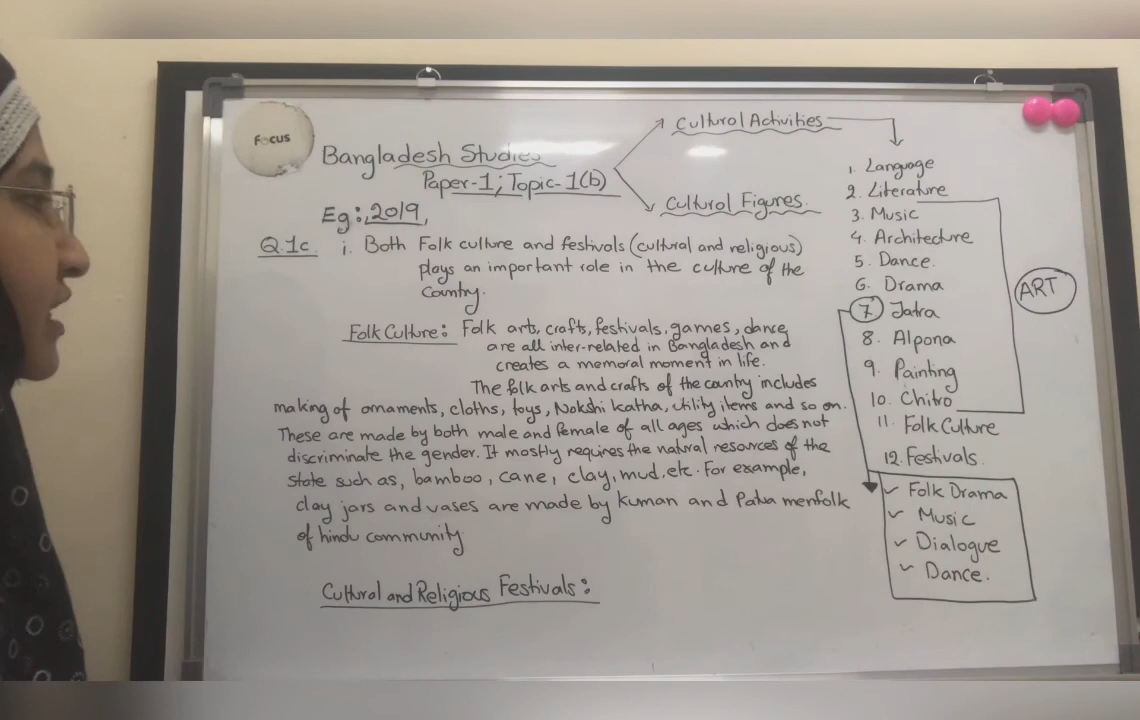 Focus
Bangladesh Studies
Paper-1; Topic-1(b)
Cultural Activities
Cultural Figures.
Eg:, 2019,
Q.1c i. Both Folk culture and festivals (cultural and religious)
plays an important role in the culture of the
Country.
Folk Culture: Folk arts, crafts, festivals, games, dance,
are all inter-related in Bangladesh and
creates a memoral moment in life.
The folk arts and crafts of the country includes
making of ornaments, cloths, toys, Nokshi Katha, utility items and so on.
These are made by both male and female of all ages which does not
discriminate the gender. It mostly requires the natural resources of the
State such as, bamboo, cane, clay, mud, etc. For example,
clay jars and vases are made by Kumar and menfolk
of hindu community
Cultural and Religious Festivals:
1. Language
2. Literature
3. Music
4. Architecture
5. Dance.
6. Drama
7. Jatra
8. Alpona
9. Painting
10. Chitro
11. Folk Culture
12. Festivals.
ART
Folk Drama
Music
Dialogue
Dance.